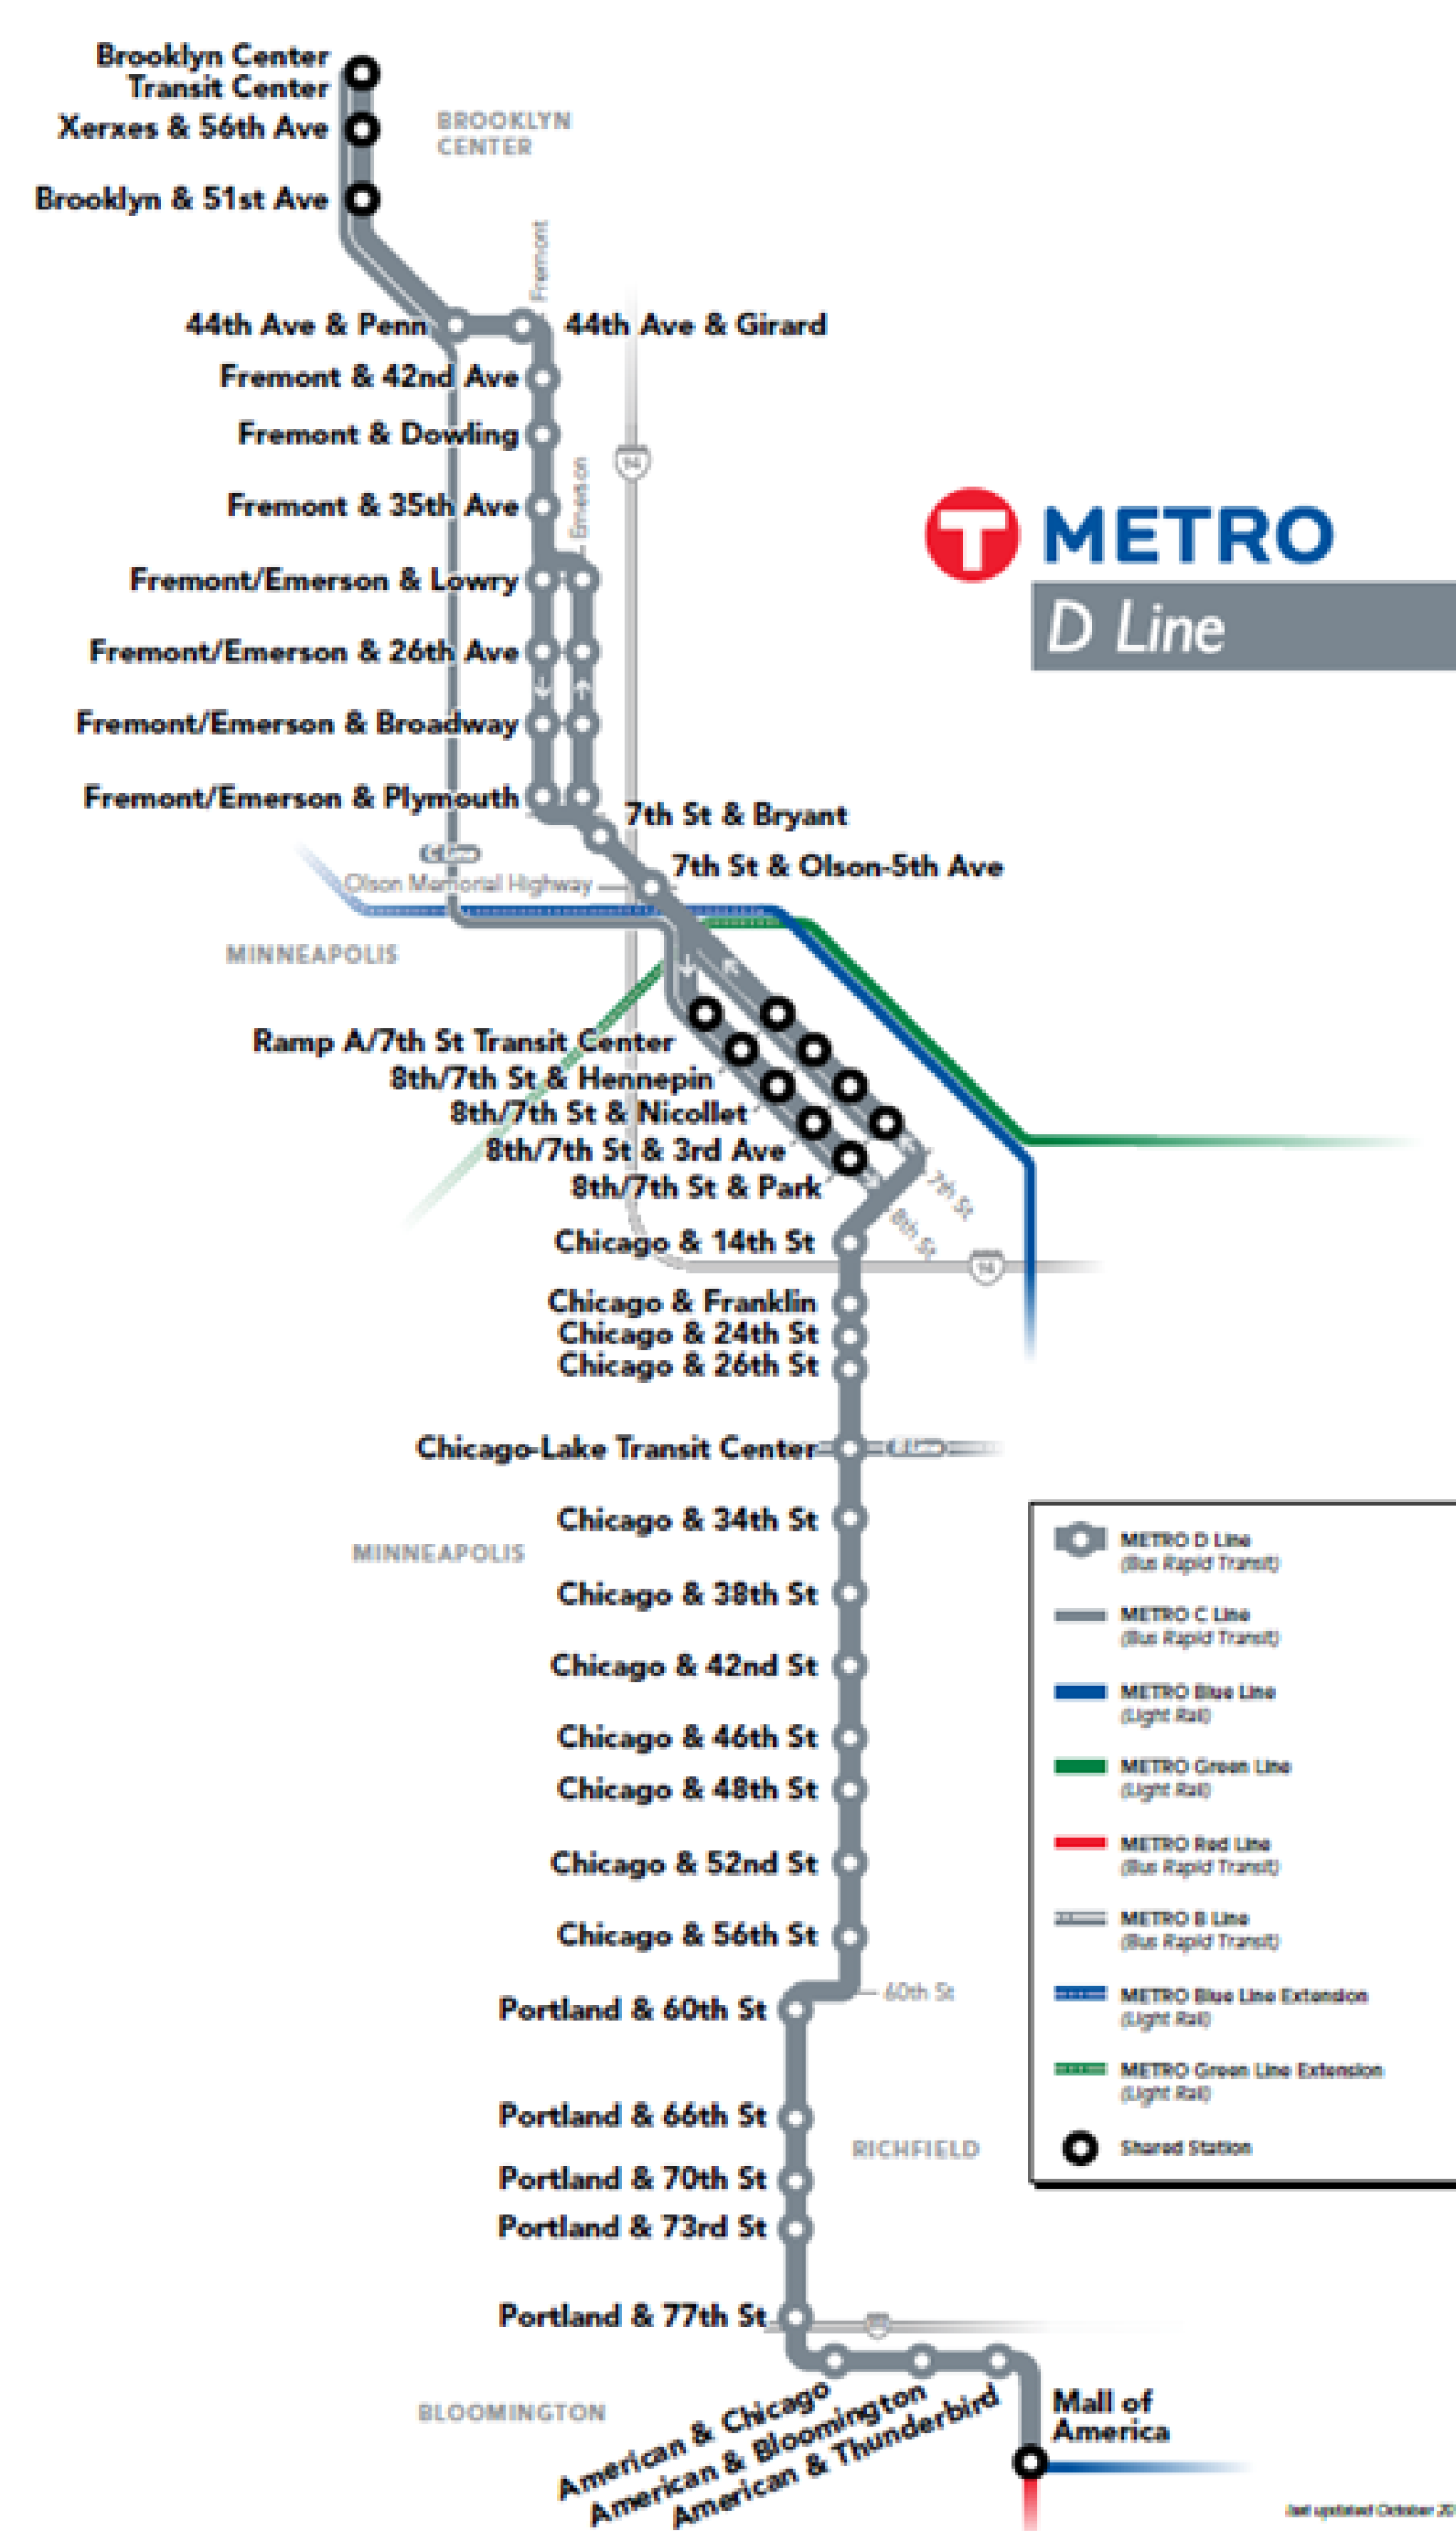 Brooklyn Center
Transit Center
Xerxes & 56th Ave
BROOKLYN
CENTER
Brooklyn & 51st Ave
Fremont
44th Ave & Penn
44th Ave & Girard
Fremont & 42nd Ave
Fremont & Dowling
Emerson
Fremont & 35th Ave
T METRO
D Line
Fremont/Emerson & Lowry
Fremont/Emerson & 26th Ave
Fremont/Emerson & Broadway
Fremont/Emerson & Plymouth
7th St & Bryant
7th St & Olson-5th Ave
Olson Memorial Highway
MINNEAPOLIS
Ramp A/7th St Transit Center
8th/7th St & Hennepin
8th/7th St & Nicollet
8th/7th St & 3rd Ave
8th/7th St & Park
7th St
8th St
Chicago & 14th St
Chicago & Franklin
Chicago & 24th St
Chicago & 26th St
Chicago-Lake Transit Center
Chicago & 34th St
MINNEAPOLIS
Chicago & 38th St
Chicago & 42nd St
Chicago & 46th St
Chicago & 48th St
Chicago & 52nd St
Chicago & 56th St
60th St
Portland & 60th St
Portland & 66th St
RICHFIELD
Portland & 70th St
Portland & 73rd St
Portland & 77th St
BLOOMINGTON
American & Chicago
American & Bloomington
American & Thunderbird
Mall of
America
METRO D Line
(Bus Rapid Transit)
METRO C Line
(Bus Rapid Transit)
METRO Blue Line
(Light Rail)
METRO Green Line
(Light Rail)
METRO Red Line
(Bus Rapid Transit)
METRO B Line
(Bus Rapid Transit)
METRO Blue Line Extension
(Light Rail)
METRO Green Line Extension
(Light Rail)
Shared Station
last updated October 20